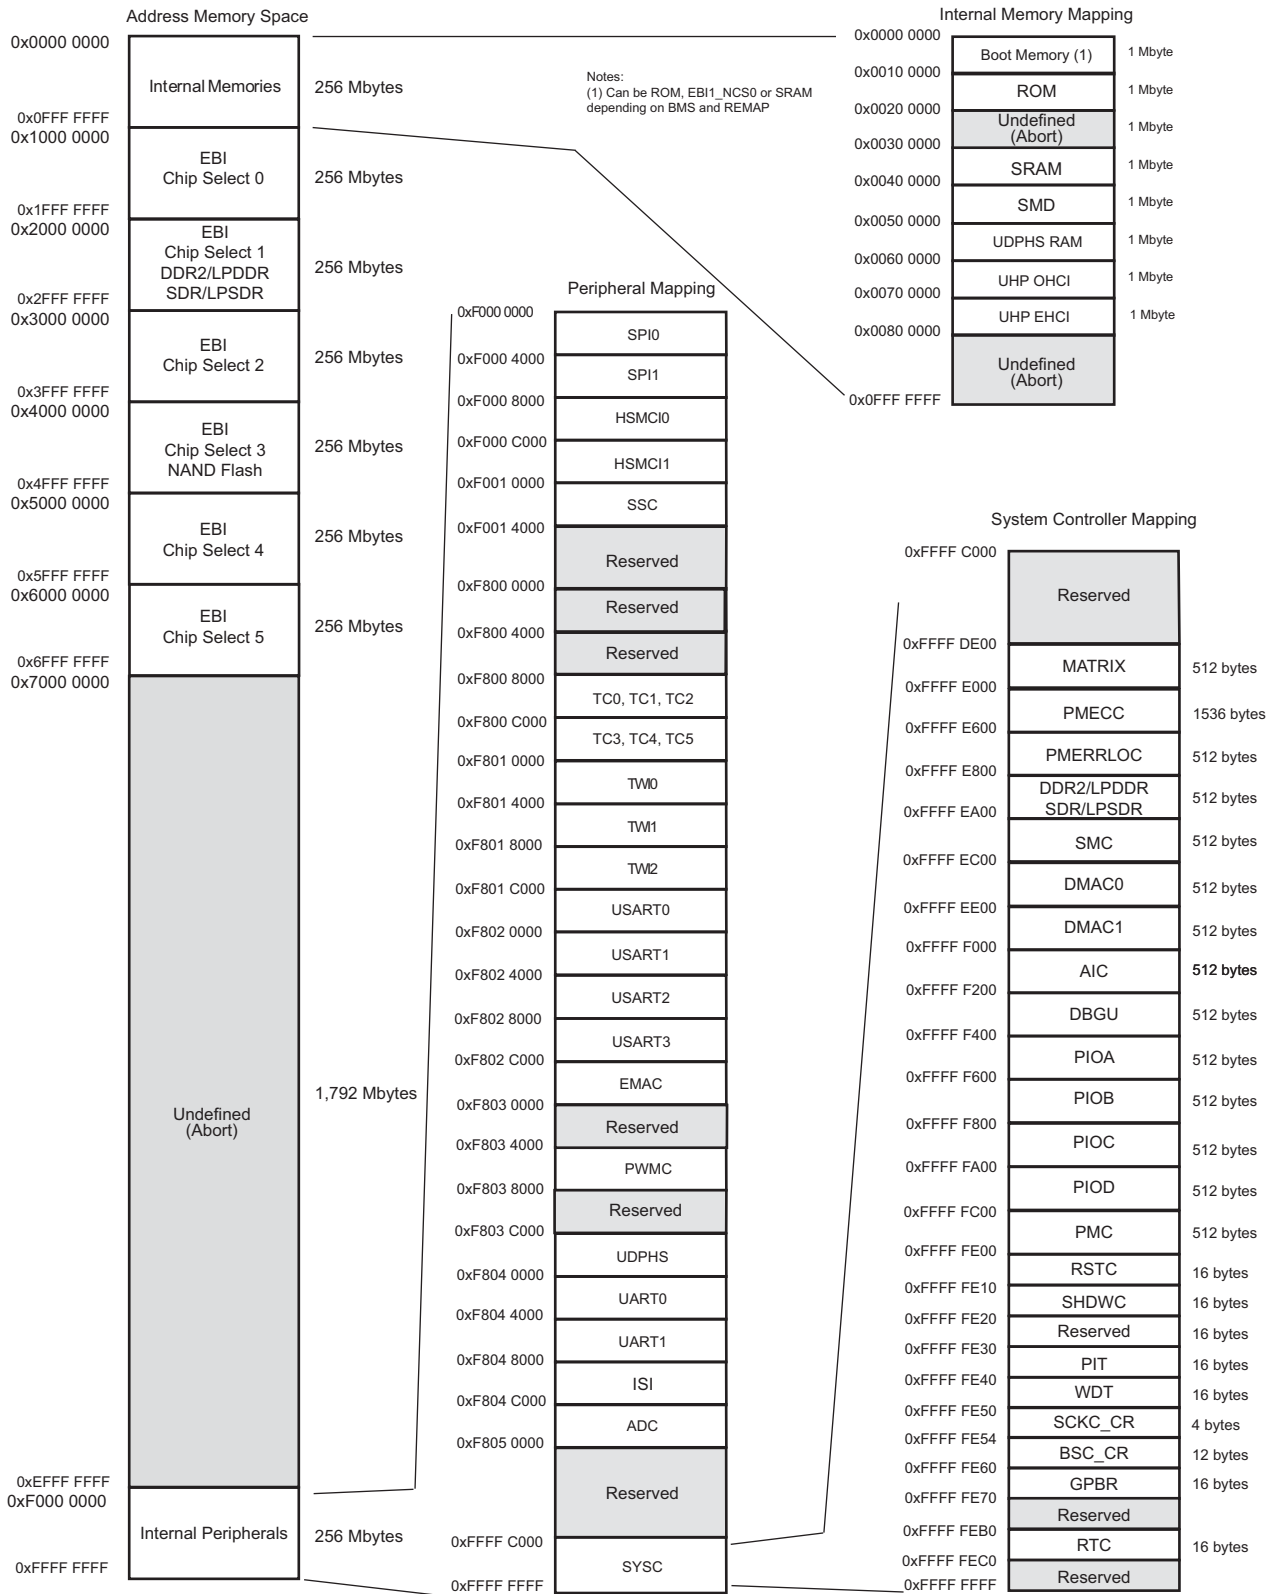 Address Memory Space
0x0000 0000
Internal Memories
256 Mbytes
0x0FFF FFFF
0x1000 0000
EBI
Chip Select 0
256 Mbytes
0x1FFF FFFF
0x2000 0000
EBI
Chip Select 1
DDR2/LPDDR
SDR/LPSDR
256 Mbytes
0x2FFF FFFF
0x3000 0000
EBI
Chip Select 2
256 Mbytes
0x3FFF FFFF
0x4000 0000
EBI
Chip Select 3
NAND Flash
256 Mbytes
0x4FFF FFFF
0x5000 0000
EBI
Chip Select 4
256 Mbytes
0x5FFF FFFF
0x6000 0000
EBI
Chip Select 5
256 Mbytes
0x6FFF FFFF
0x7000 0000
Undefined
(Abort)
1,792 Mbytes
0xEFFF FFFF
0xF000 0000
Internal Peripherals
256 Mbytes
0xFFFF FFFF
Notes:
(1) Can be ROM, EBI1_NCS0 or SRAM
depending on BMS and REMAP
Peripheral Mapping
0xF000 0000
SPI0
0xF000 4000
SPI1
0xF000 8000
HSMCI0
0xF000 C000
HSMCI1
0xF001 0000
SSC
0xF001 4000
Reserved
0xF800 0000
Reserved
0xF800 4000
Reserved
0xF800 8000
TC0, TC1, TC2
0xF800 C000
TC3, TC4, TC5
0xF801 0000
TWI0
0xF801 4000
TWI1
0xF801 8000
TWI2
0xF801 C000
USART0
0xF802 0000
USART1
0xF802 4000
USART2
0xF802 8000
USART3
0xF802 C000
EMAC
0xF803 0000
Reserved
0xF803 4000
PWMC
0xF803 8000
Reserved
0xF803 C000
UDPHS
0xF804 0000
UART0
0xF804 4000
UART1
0xF804 8000
ISI
0xF804 C000
ADC
0xF805 0000
Reserved
0xFFFF C000
SYSC
0xFFFF FFFF
Internal Memory Mapping
0x0000 0000
Boot Memory (1)
1 Mbyte
0x0010 0000
ROM
1 Mbyte
0x0020 0000
Undefined
(Abort)
1 Mbyte
0x0030 0000
SRAM
1 Mbyte
0x0040 0000
SMD
1 Mbyte
0x0050 0000
UDPHS RAM
1 Mbyte
0x0060 0000
UHP OHCI
1 Mbyte
0x0070 0000
UHP EHCI
1 Mbyte
0x0080 0000
Undefined
(Abort)
0x0FFF FFFF
System Controller Mapping
0xFFFF C000
Reserved
0xFFFF DE00
MATRIX
512 bytes
0xFFFF E000
PMECC
1536 bytes
0xFFFF E600
PMERRLOC
512 bytes
0xFFFF E800
DDR2/LPDDR
SDR/LPSDR
512 bytes
0xFFFF EA00
SMC
512 bytes
0xFFFF EC00
DMAC0
512 bytes
0xFFFF EE00
DMAC1
512 bytes
0xFFFF F000
AIC
512 bytes
0xFFFF F200
DBGU
512 bytes
0xFFFF F400
PIOA
512 bytes
0xFFFF F600
PIOB
512 bytes
0xFFFF F800
PIOC
512 bytes
0xFFFF FA00
PIOD
512 bytes
0xFFFF FC00
PMC
512 bytes
0xFFFF FE00
RSTC
16 bytes
0xFFFF FE10
SHDWC
16 bytes
0xFFFF FE20
Reserved
16 bytes
0xFFFF FE30
PIT
16 bytes
0xFFFF FE40
WDT
16 bytes
0xFFFF FE50
SCKC_CR
4 bytes
0xFFFF FE54
BSC_CR
12 bytes
0xFFFF FE60
GPBR
16 bytes
0xFFFF FE70
Reserved
0xFFFF FEB0
RTC
16 bytes
0xFFFF FEC0
Reserved
0xFFFF FFFF